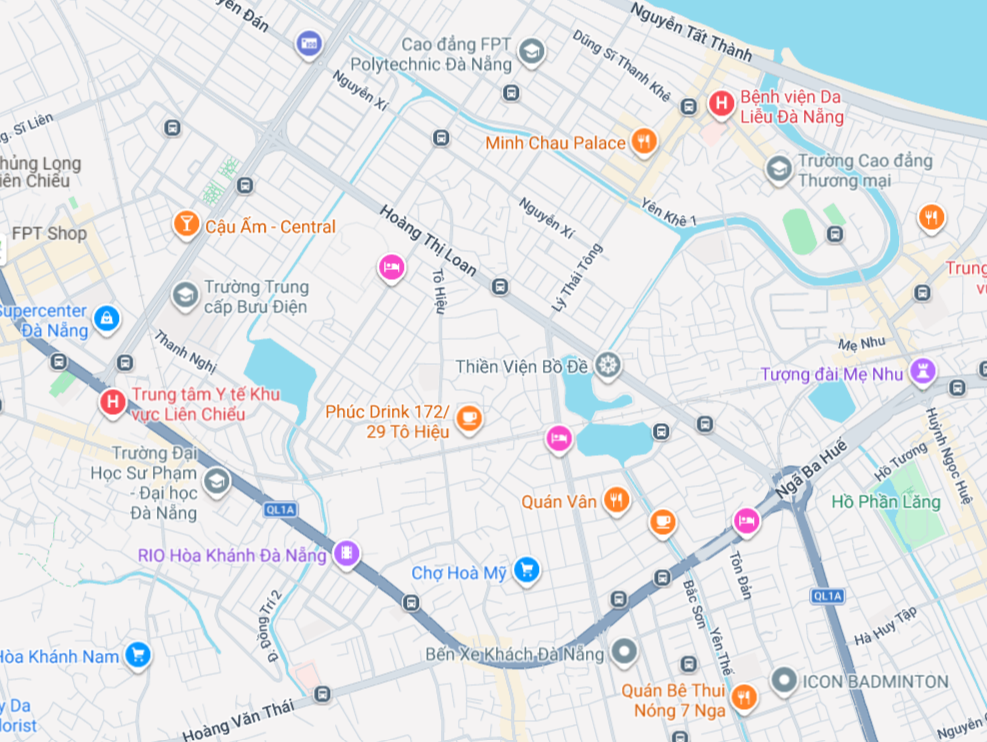 Nguyễn Tất Thành
Cao đẳng FPT
Polytechnic Đà Nẵng
Dũng Sĩ Thanh Khê
Nguyễn Xí
Bệnh viện Da
Liễu Đà Nẵng
Minh Chau Palace
Trường Cao đẳng
Thương mại
Yên Khê 1
Nguyễn Xí
Hoàng Thị Loan
Cậu Ấm - Central
FPT Shop
Lý Thái Tông
Tô Hiệu
Trường Trung
cấp Bưu Điện
Supercenter
Đà Nẵng
Thanh Nghị
Mẹ Nhu
Thiền Viện Bồ Đề
Tượng đài Mẹ Nhu
Trung tâm Y tế Khu
vực Liên Chiểu
Phúc Drink 172/
29 Tô Hiệu
Huỳnh Ngọc Huệ
Ngã Ba Huế
Hồ Tương
Trường Đại
Học Sư Phạm
- Đại học
Đà Nẵng
Quán Vân
Hồ Phần Lăng
QL1A
RIO Hòa Khánh Đà Nẵng
Chợ Hoà Mỹ
Tôn Đản
Bắc Sơn
QL1A
Hà Huy Tập
Đ. Đồng Trí 2
Yên Thế
Hòa Khánh Nam
Bến Xe Khách Đà Nẵng
ICON BADMINTON
Quán Bê Thui
Nóng 7 Nga
Hoàng Văn Thái